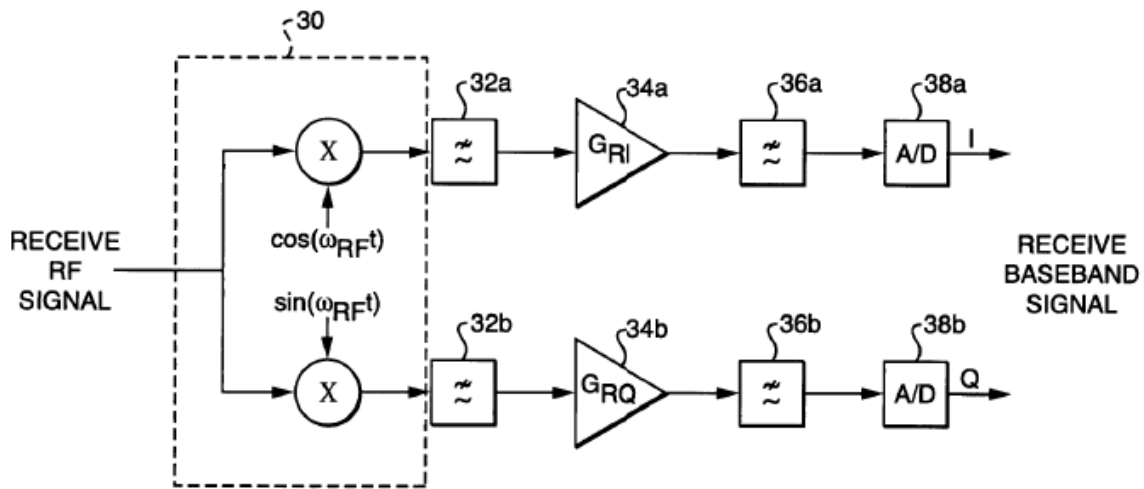 30
32a
34a
36a
38a
X
G_RI
A/D
I
cos(ω_RF t)
RECEIVE
RF
SIGNAL
RECEIVE
BASEBAND
SIGNAL
sin(ω_RF t)
32b
34b
36b
38b
X
G_RQ
A/D
Q